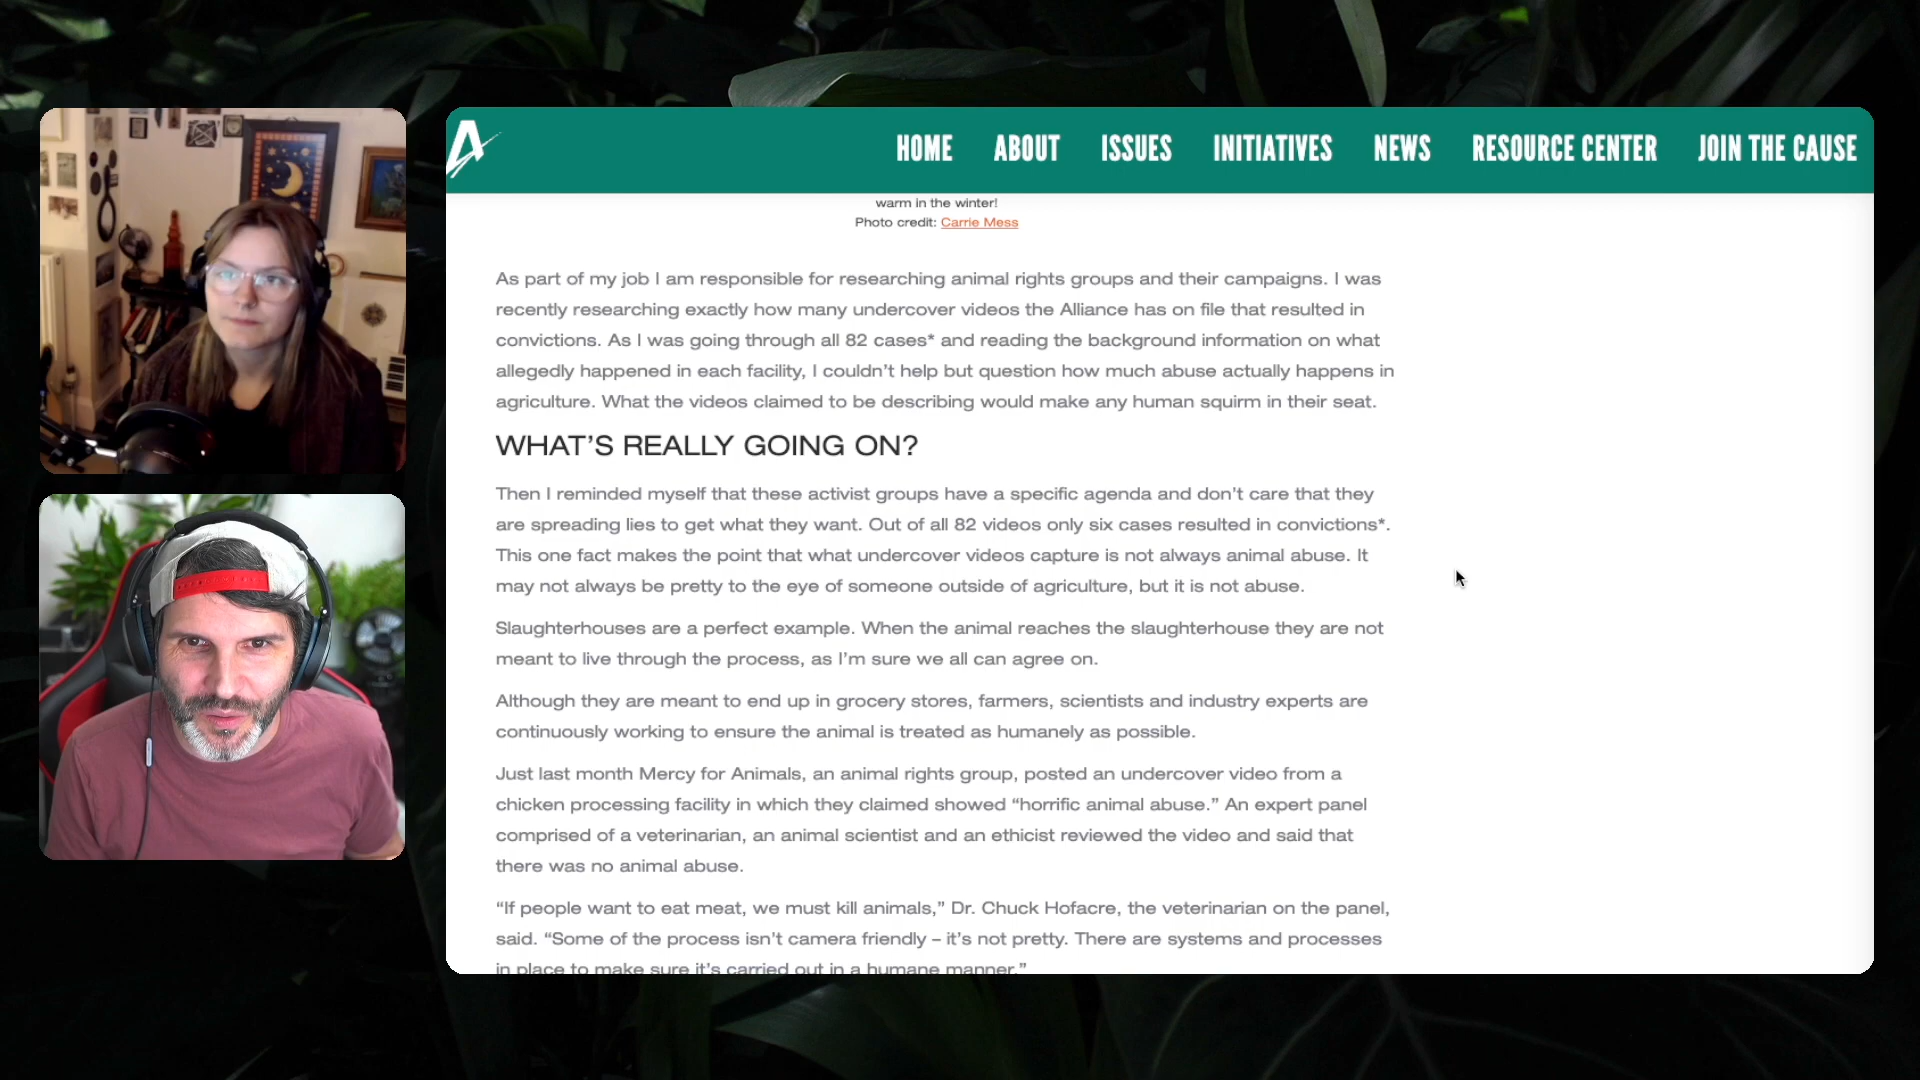 HOME ABOUT ISSUES INITIATIVES NEWS RESOURCE CENTER JOIN THE CAUSE
warm in the winter!
Photo credit: Carrie Mess
As part of my job I am responsible for researching animal rights groups and their campaigns. I was
recently researching exactly how many undercover videos the Alliance has on file that resulted in
convictions. As I was going through all 82 cases* and reading the background information on what
allegedly happened in each facility, I couldn’t help but question how much abuse actually happens in
agriculture. What the videos claimed to be describing would make any human squirm in their seat.
WHAT’S REALLY GOING ON?
Then I reminded myself that these activist groups have a specific agenda and don’t care that they
are spreading lies to get what they want. Out of all 82 videos only six cases resulted in convictions*.
This one fact makes the point that what undercover videos capture is not always animal abuse. It
may not always be pretty to the eye of someone outside of agriculture, but it is not abuse.
Slaughterhouses are a perfect example. When the animal reaches the slaughterhouse they are not
meant to live through the process, as I’m sure we all can agree on.
Although they are meant to end up in grocery stores, farmers, scientists and industry experts are
continuously working to ensure the animal is treated as humanely as possible.
Just last month Mercy for Animals, an animal rights group, posted an undercover video from a
chicken processing facility in which they claimed showed “horrific animal abuse.” An expert panel
comprised of a veterinarian, an animal scientist and an ethicist reviewed the video and said that
there was no animal abuse.
“If people want to eat meat, we must kill animals,” Dr. Chuck Hofacre, the veterinarian on the panel,
said. “Some of the process isn’t camera friendly – it’s not pretty. There are systems and processes
in place to make sure it’s carried out in a humane manner.”